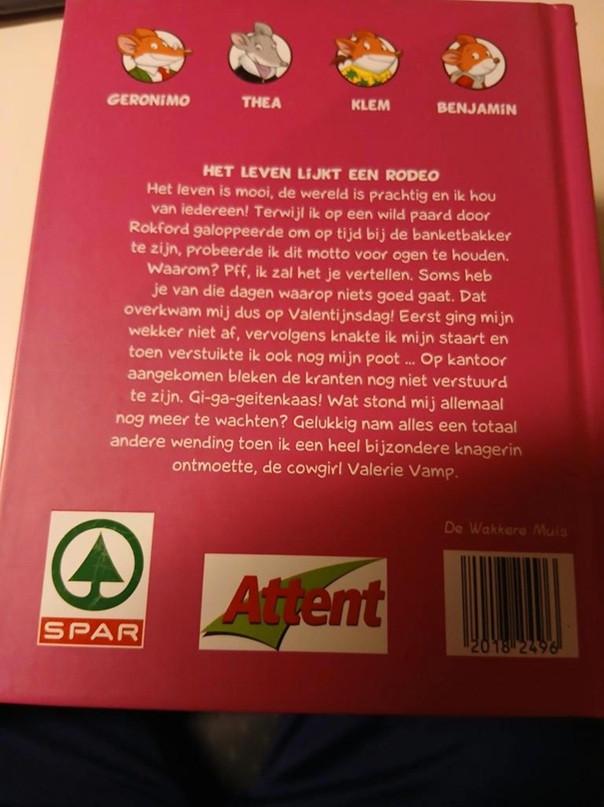 GERONIMO THEA KLEM BENJAMIN
HET LEVEN LIJKT EEN RODEO
Het leven is mooi, de wereld is prachtig en ik hou
van iedereen! Terwijl ik op een wild paard door
Rokford galoppeerde om op tijd bij de banketbakker
te zijn, probeerde ik dit motto voor ogen te houden.
Waarom? Pff, ik zal het je vertellen. Soms heb
je van die dagen waarop niets goed gaat. Dat
overkwam mij dus op Valentijnsdag! Eerst ging mijn
wekker niet af, vervolgens knakte ik mijn staart en
toen verstuikte ik ook nog mijn poot ... Op kantoor
aangekomen bleken de kranten nog niet verstuurd
te zijn. Gi-ga-geitenkaas! Wat stond mij allemaal
nog meer te wachten? Gelukkig nam alles een totaal
andere wending toen ik een heel bijzondere knagerin
ontmoette, de cowgirl Valerie Vamp.
De Wakkere Muis
SPAR
Attent
2018 2496